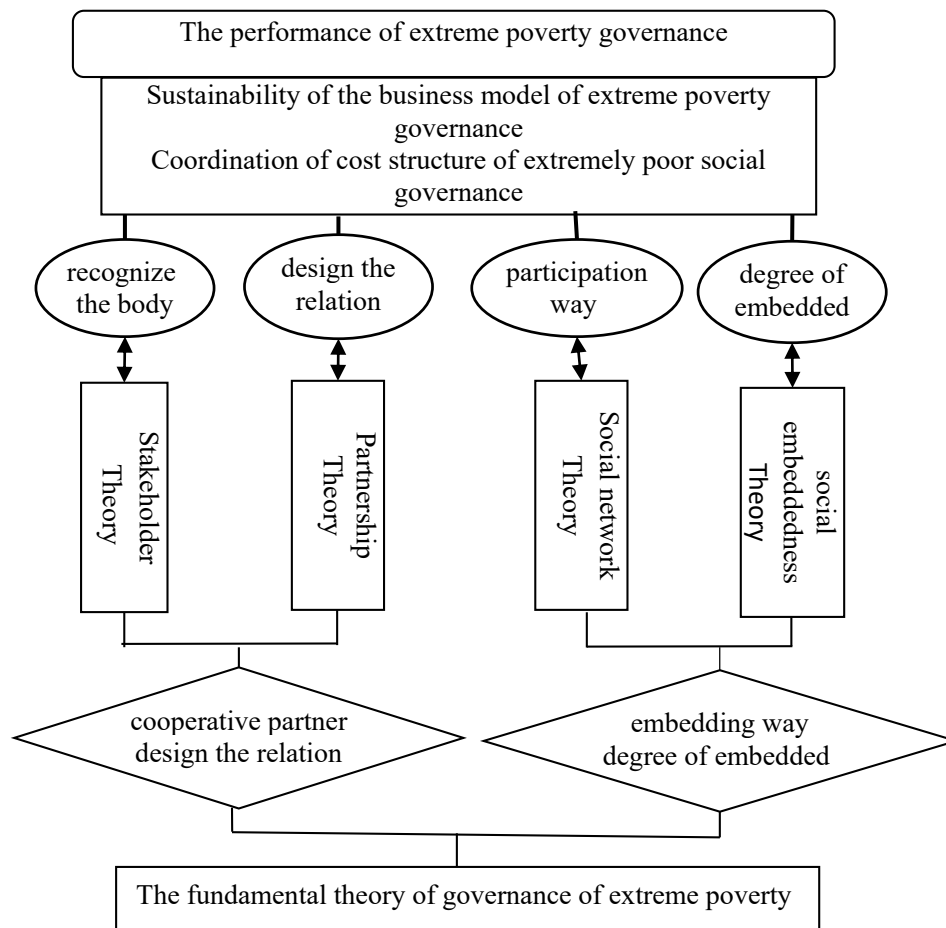 The performance of extreme poverty governance
Sustainability of the business model of extreme poverty
governance
Coordination of cost structure of extremely poor social
governance
recognize
the body
design the
relation
participation
way
degree of
embedded
Stakeholder
Theory
Partnership
Theory
Social network
Theory
social
embeddedness
Theory
cooperative partner
design the relation
embedding way
degree of embedded
The fundamental theory of governance of extreme poverty